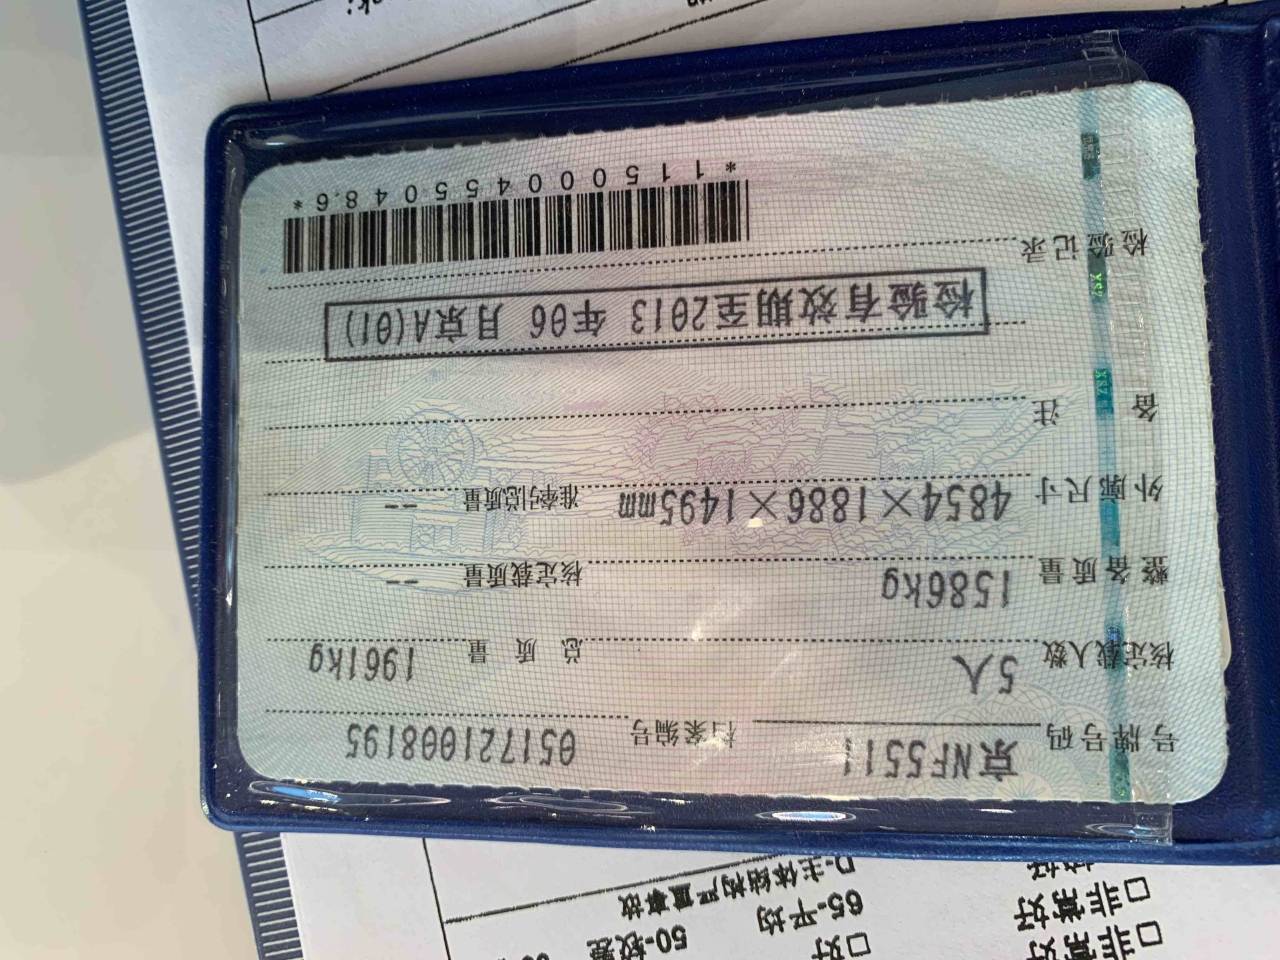 号牌号码 京NF5511 档案编号 051721008195
核定载人数 5人 总质量 1961kg
整备质量 1586kg 核定载质量 --
外廓尺寸 4854×1886×1495mm 准牵引总质量 --
备注
检验有效期至2013 年06 月京A(01)
检验记录
*1150004550486*
D-主体结构严重事故
65-平均
50-较差
□好
□非常好
□非常好